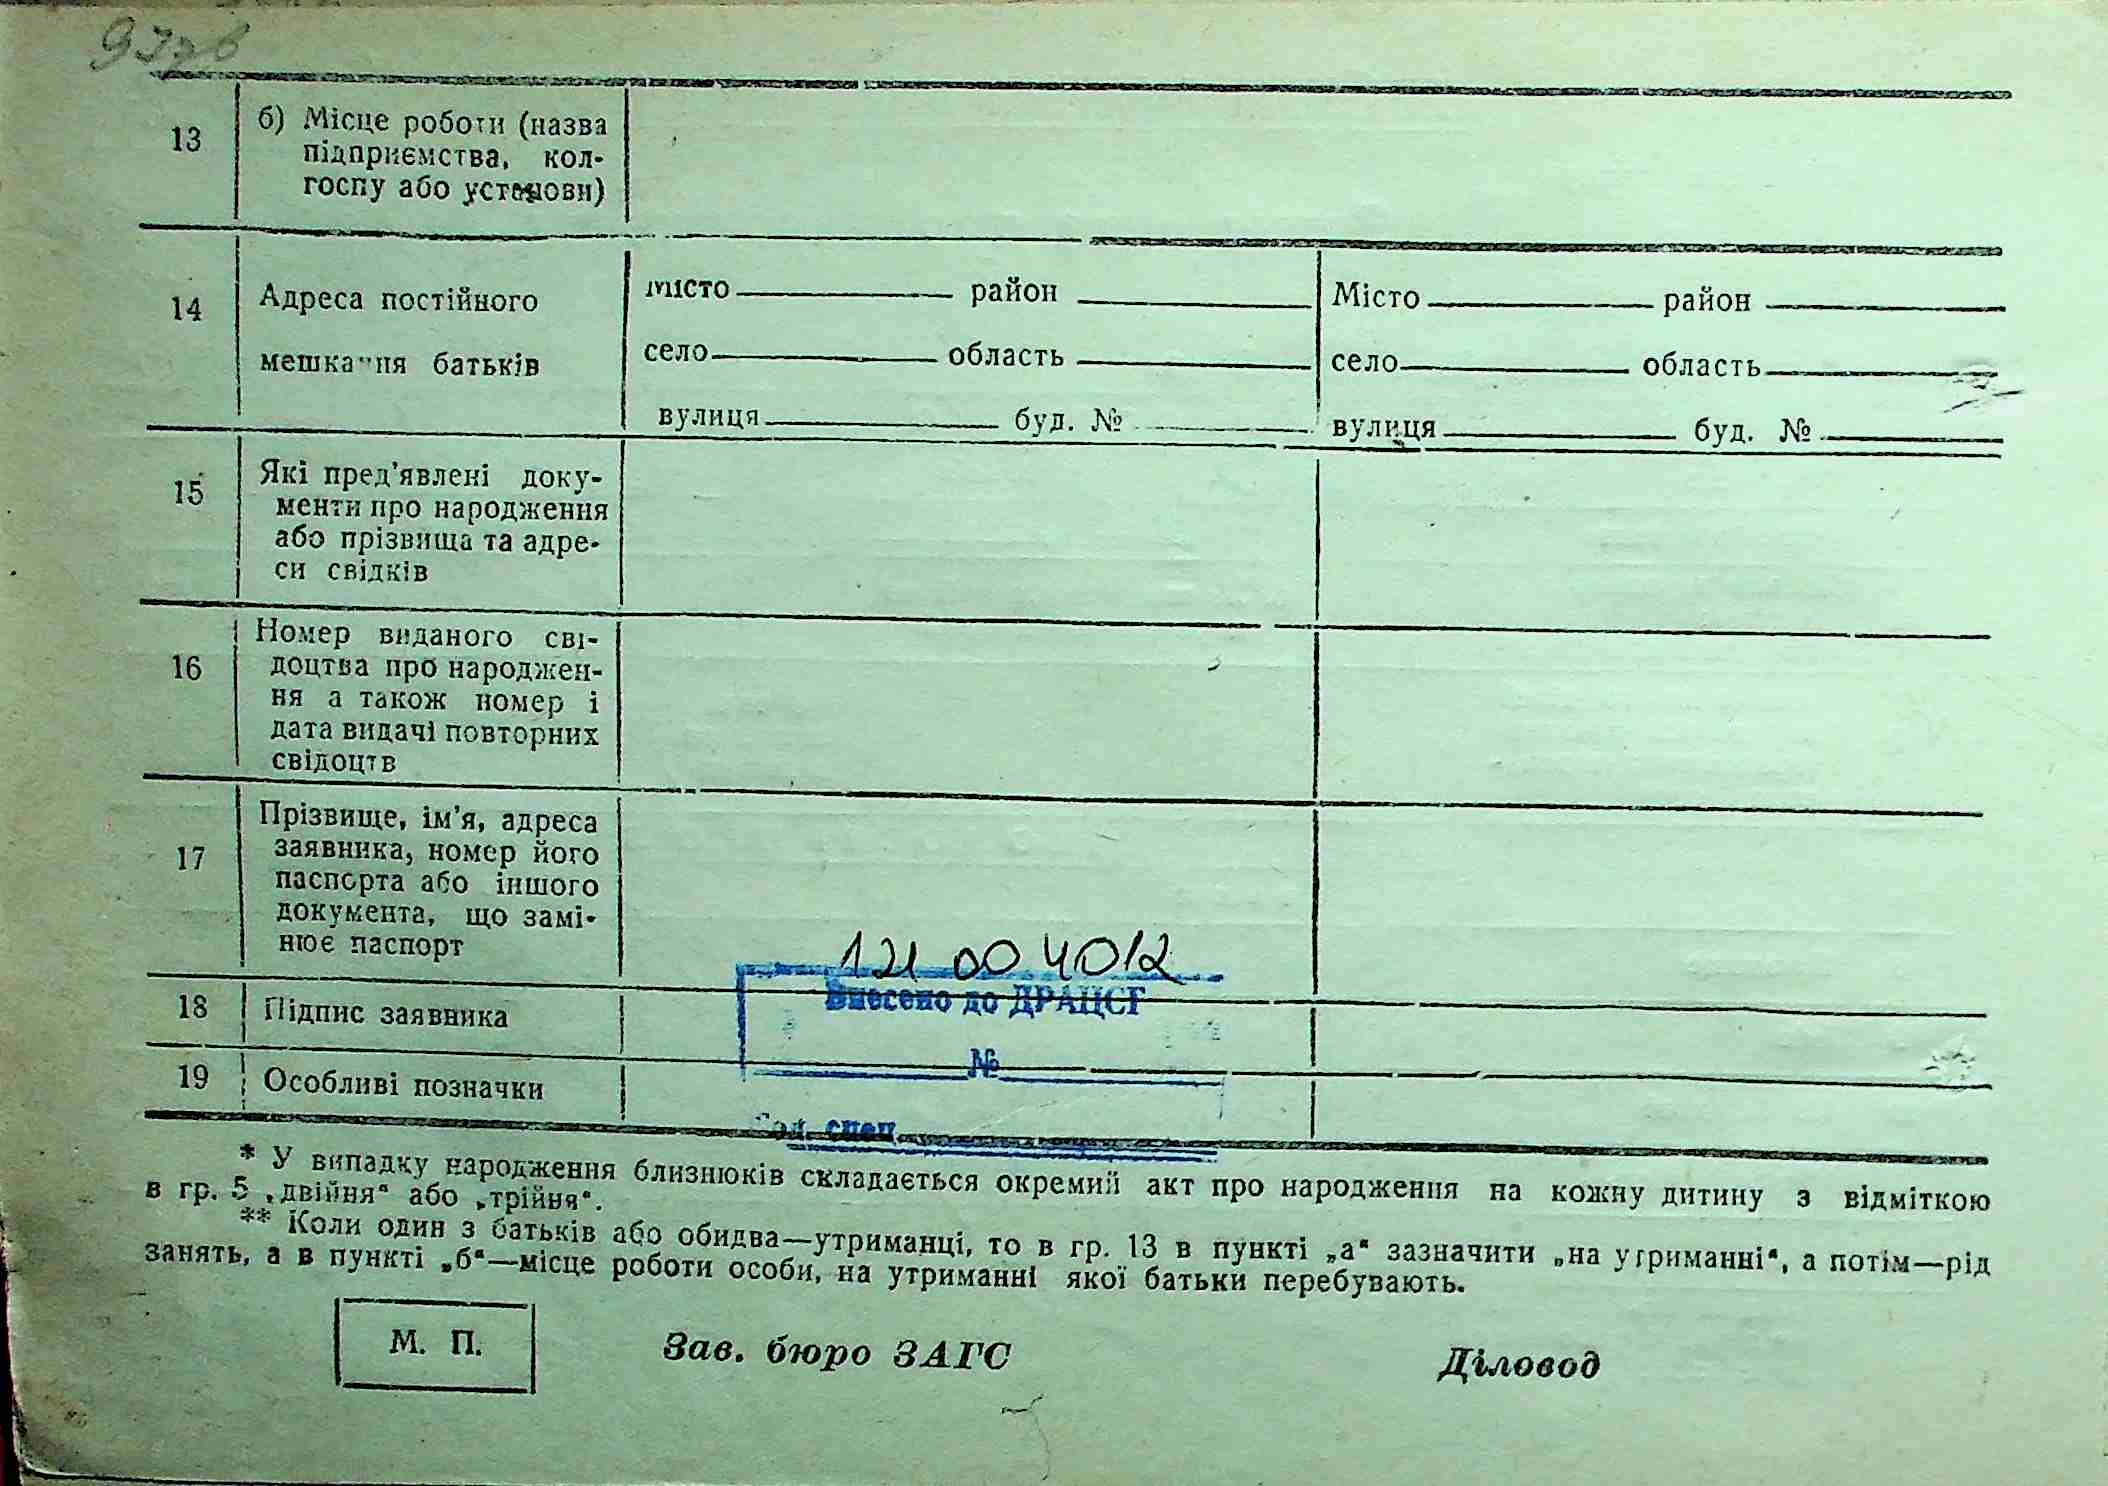 937в
13
б) Місце роботи (назва
підприємства, кол-
госпу або установи)
14
Адреса постійного
мешкання батьків
місто район
село область
вулиця буд. №
Місто район
село область
вулиця буд. №
15
Які пред'явлені доку-
менти про народження
або прізвища та адре-
си свідків
16
Номер виданого сві-
доцтва про народжен-
ня а також номер і
дата видачі повторних
свідоцтв
17
Прізвище, ім'я, адреса
заявника, номер його
паспорта або іншого
документа, що замі-
нює паспорт
121 00 4012
Внесено до ДРАЦСГ
№
спец.
18
Підпис заявника
19
Особливі позначки
* У випадку народження близнюків складається окремий акт про народження на кожну дитину з відміткою
в гр. 5 „двійня“ або „трійня“.
** Коли один з батьків або обидва—утриманці, то в гр. 13 в пункті „а“ зазначити „на утриманні“, а потім—рід
занять, а в пункті „б“—місце роботи особи, на утриманні якої батьки перебувають.
М. П.
Зав. бюро ЗАГС
Діловод